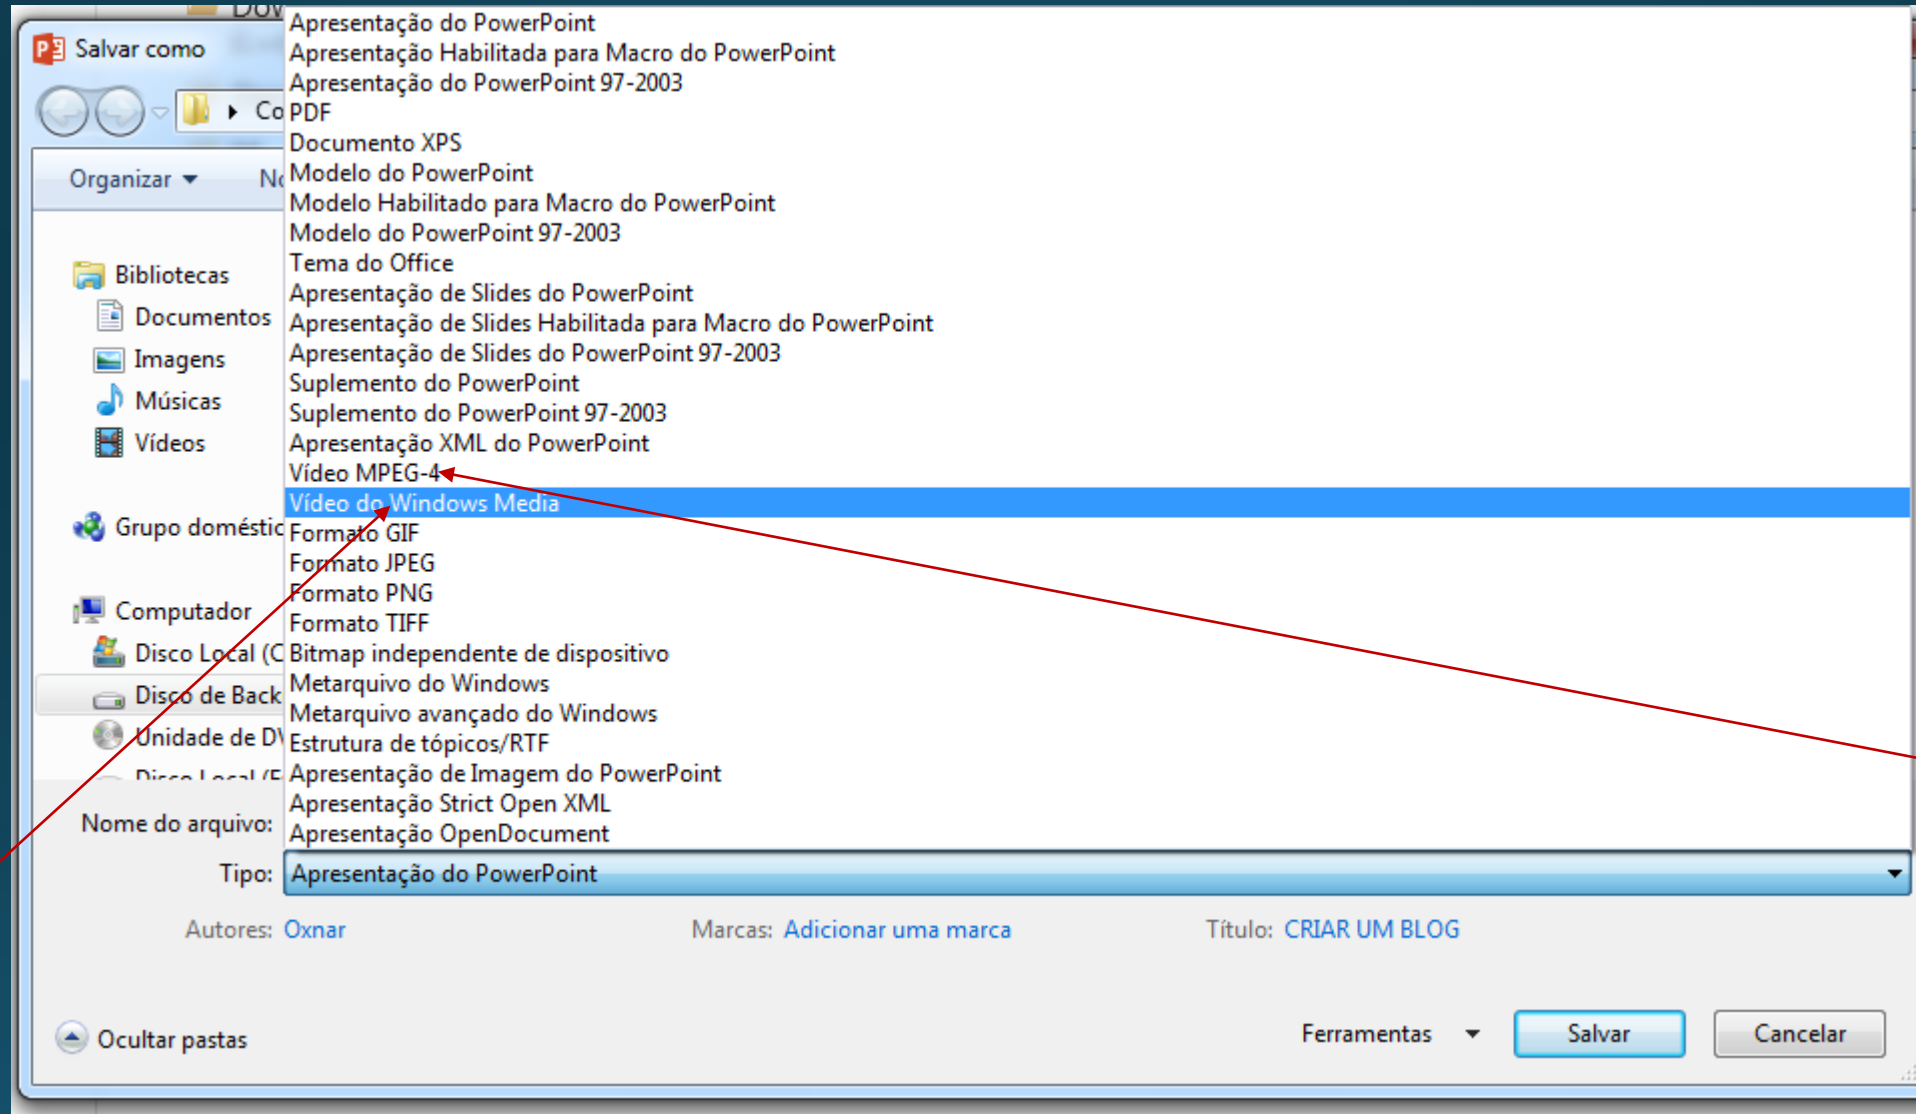 Salvar como
Co
Organizar
Bibliotecas
Documentos
Imagens
Músicas
Vídeos
Grupo
Computador
Disco Local (C
Disco de Back
Unidade de
Apresentação do PowerPoint
Apresentação Habilitada para Macro do PowerPoint
Apresentação do PowerPoint 97-2003
PDF
Documento XPS
Modelo do PowerPoint
Modelo Habilitado para Macro do PowerPoint
Modelo do PowerPoint 97-2003
Tema do Office
Apresentação de Slides do PowerPoint
Apresentação de Slides Habilitada para Macro do PowerPoint
Apresentação de Slides do PowerPoint 97-2003
Suplemento do PowerPoint
Suplemento do PowerPoint 97-2003
Apresentação XML do PowerPoint
Vídeo MPEG-4
Vídeo do Windows Media
Formato GIF
Formato JPEG
Formato PNG
Formato TIFF
Bitmap independente de dispositivo
Metarquivo do Windows
Metarquivo avançado do Windows
Estrutura de tópicos/RTF
Apresentação de Imagem do PowerPoint
Apresentação Strict Open XML
Apresentação OpenDocument
Nome do arquivo:
Tipo: Apresentação do PowerPoint
Autores: Oxnar Marcas: Adicionar uma marca Título: CRIAR UM BLOG
Ocultar pastas Ferramentas Salvar Cancelar